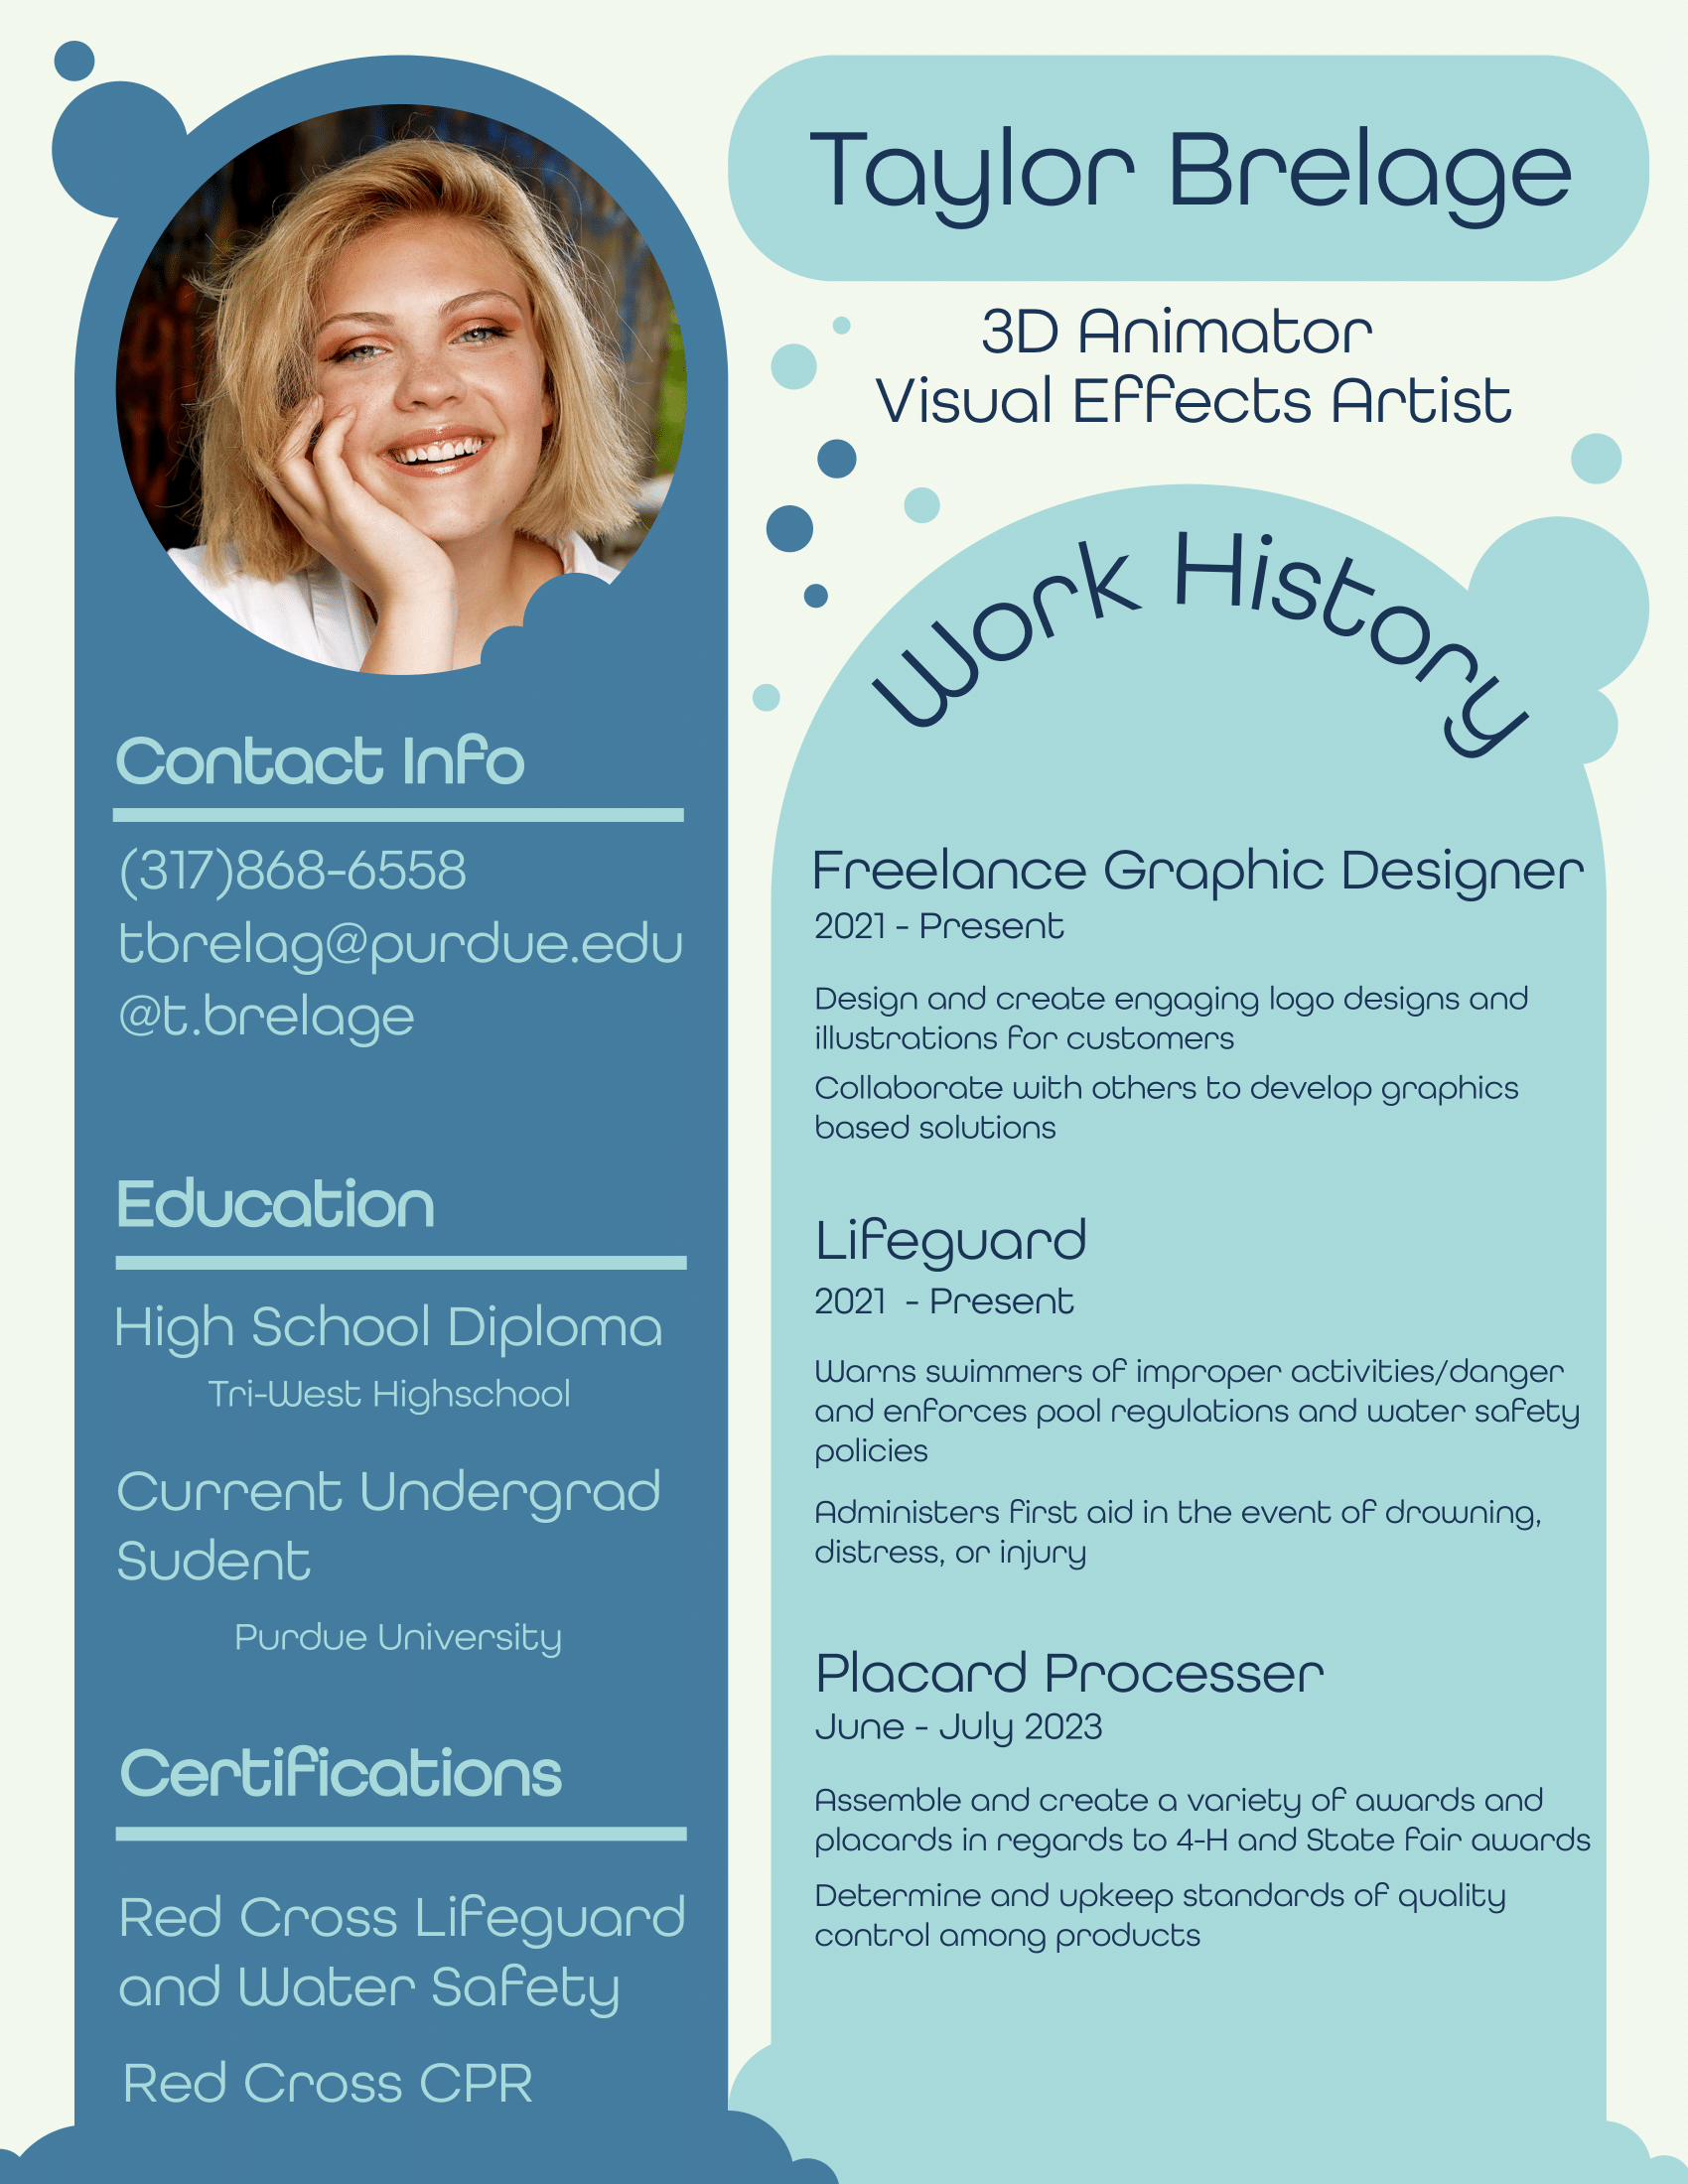 Taylor Brelage
3D Animator
Visual Effects Artist
Contact Info
(317)868-6558
tbrelag@purdue.edu
@t.brelage
Education
High School Diploma
Tri-West Highschool
Current Undergrad
Sudent
Purdue University
Certifications
Red Cross Lifeguard
and Water Safety
Red Cross CPR
Work History
Freelance Graphic Designer
2021 - Present
Design and create engaging logo designs and
illustrations for customers
Collaborate with others to develop graphics
based solutions
Lifeguard
2021 - Present
Warns swimmers of improper activities/danger
and enforces pool regulations and water safety
policies
Administers first aid in the event of drowning,
distress, or injury
Placard Processer
June - July 2023
Assemble and create a variety of awards and
placards in regards to 4-H and State fair awards
Determine and upkeep standards of quality
control among products